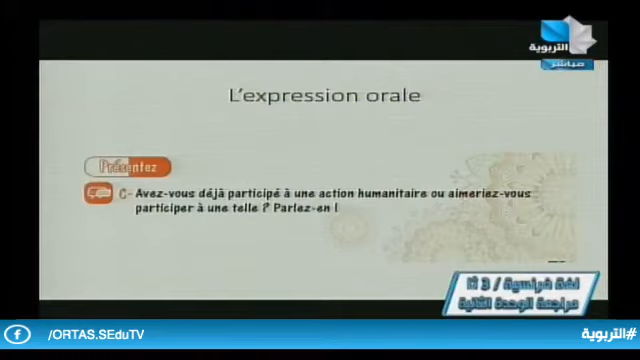 التربوية
مباشر
L'expression orale
Présentez
C- Avez-vous déjà participé à une action humanitaire ou aimeriez-vous
participer à une telle ? Parlez-en !
لغة فرنسية / 3 ثا
مراجعة الوحدة الثانية
f /ORTAS.SEduTV
#التربوية